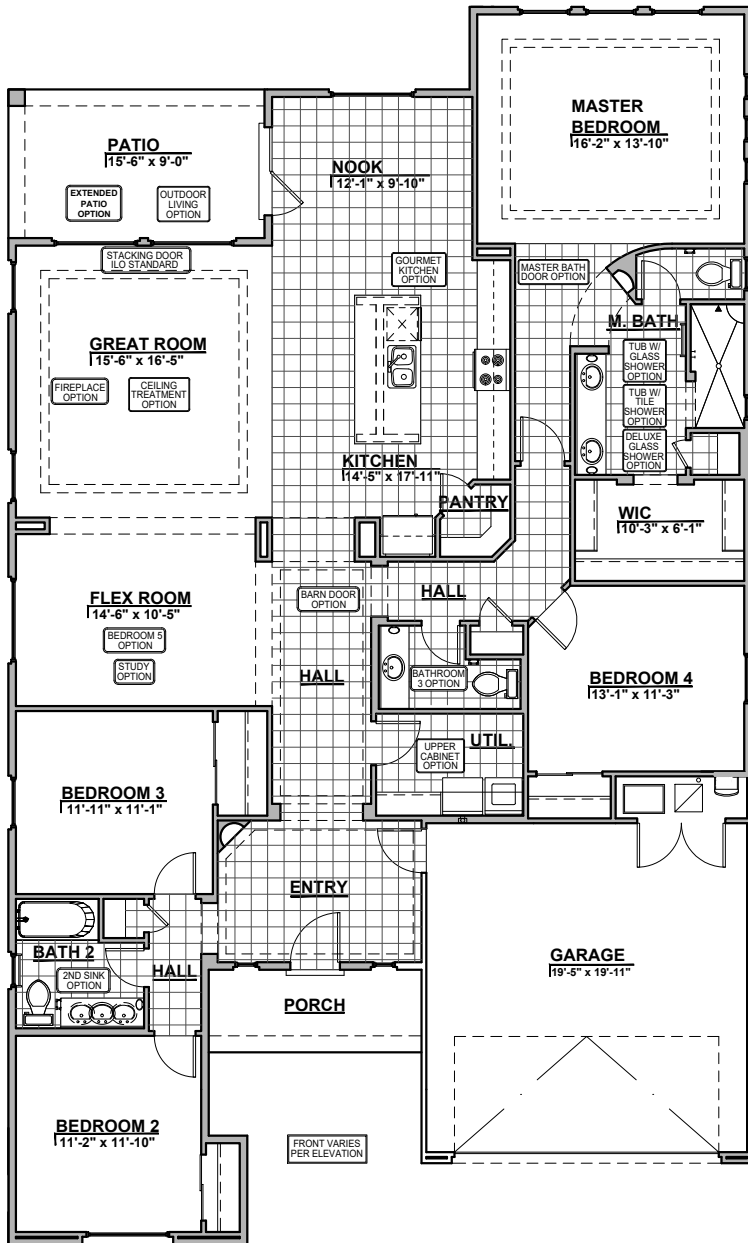 MASTER
BEDROOM
16'-2" x 13'-10"
PATIO
15'-6" x 9'-0"
EXTENDED
PATIO
OPTION
OUTDOOR
LIVING
OPTION
NOOK
12'-1" x 9'-10"
STACKING DOOR
ILO STANDARD
GOURMET
KITCHEN
OPTION
MASTER BATH
DOOR OPTION
GREAT ROOM
15'-6" x 16'-5"
FIREPLACE
OPTION
CEILING
TREATMENT
OPTION
M. BATH
TUB W/
GLASS
SHOWER
OPTION
TUB W/
TILE
SHOWER
OPTION
DELUXE
GLASS
SHOWER
OPTION
KITCHEN
14'-5" x 17'-11"
PANTRY
WIC
10'-3" x 6'-1"
FLEX ROOM
14'-6" x 10'-5"
BEDROOM 5
OPTION
STUDY
OPTION
BARN DOOR
OPTION
HALL
HALL
BATHROOM
3 OPTION
BEDROOM 4
13'-1" x 11'-3"
UTIL.
UPPER
CABINET
OPTION
BEDROOM 3
11'-11" x 11'-1"
ENTRY
BATH 2
2ND SINK
OPTION
HALL
GARAGE
19'-5" x 19'-11"
PORCH
BEDROOM 2
11'-2" x 11'-10"
FRONT VARIES
PER ELEVATION